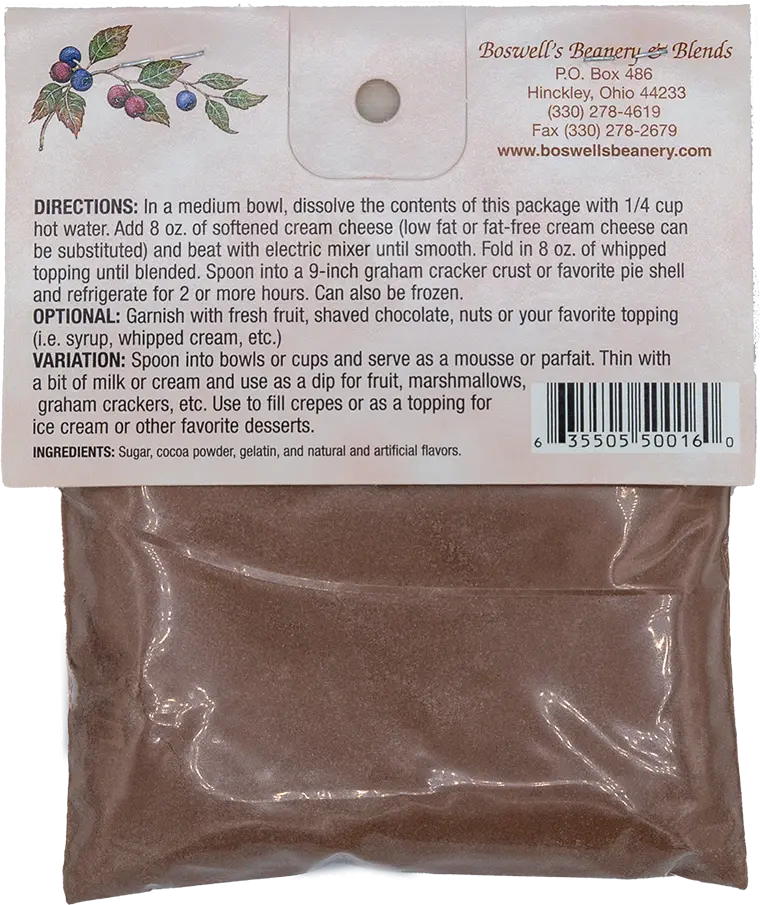 Boswell's Beanery & Blends
P.O. Box 486
Hinckley, Ohio 44233
(330) 278-4619
Fax (330) 278-2679
www.boswellsbeanery.com
DIRECTIONS: In a medium bowl, dissolve the contents of this package with 1/4 cup
hot water. Add 8 oz. of softened cream cheese (low fat or fat-free cream cheese can
be substituted) and beat with electric mixer until smooth. Fold in 8 oz. of whipped
topping until blended. Spoon into a 9-inch graham cracker crust or favorite pie shell
and refrigerate for 2 or more hours. Can also be frozen.
OPTIONAL: Garnish with fresh fruit, shaved chocolate, nuts or your favorite topping
(i.e. syrup, whipped cream, etc.)
VARIATION: Spoon into bowls or cups and serve as a mousse or parfait. Thin with
a bit of milk or cream and use as a dip for fruit, marshmallows,
graham crackers, etc. Use to fill crepes or as a topping for
ice cream or other favorite desserts.
INGREDIENTS: Sugar, cocoa powder, gelatin, and natural and artificial flavors.
6 35505 50016 0